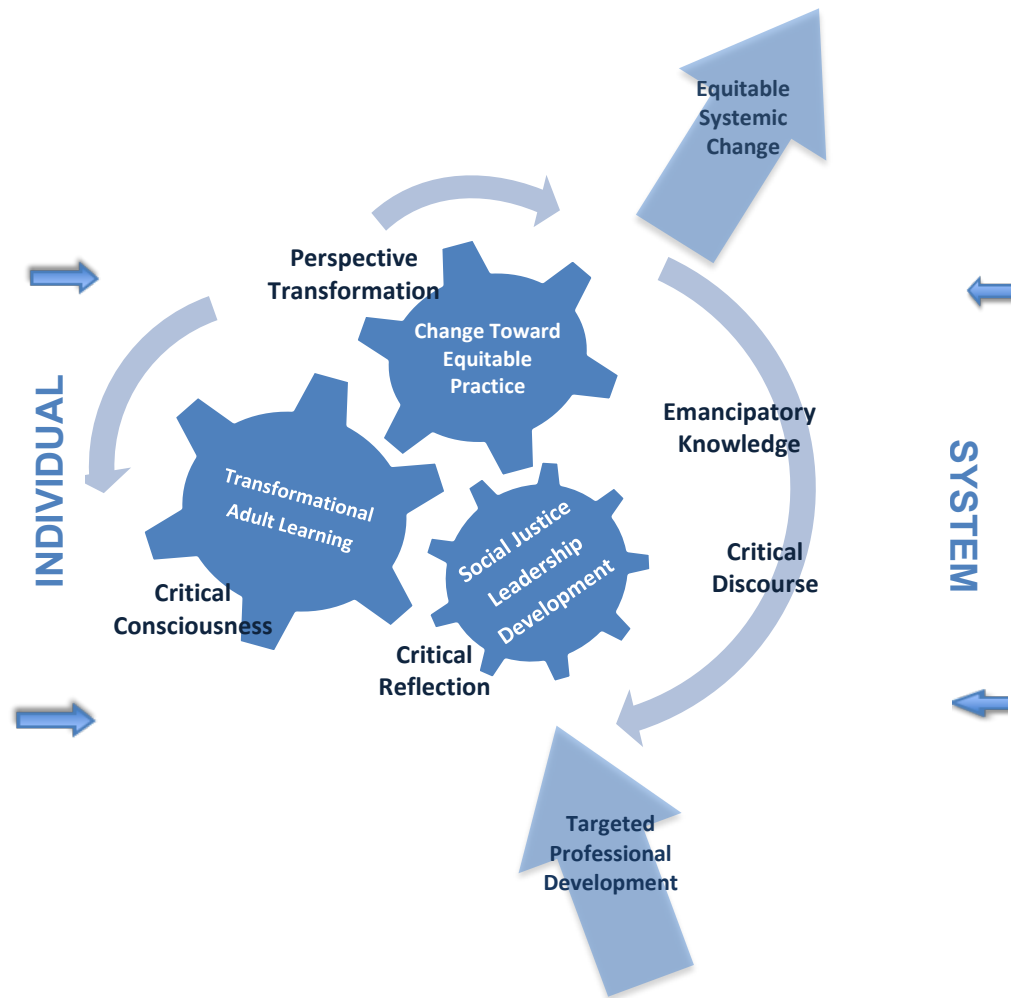 Equitable
Systemic
Change
Perspective
Transformation
Change Toward
Equitable
Practice
INDIVIDUAL
Emancipatory
Knowledge
SYSTEM
Transformational
Adult Learning
Social Justice
Leadership
Development
Critical
Discourse
Critical
Consciousness
Critical
Reflection
Targeted
Professional
Development